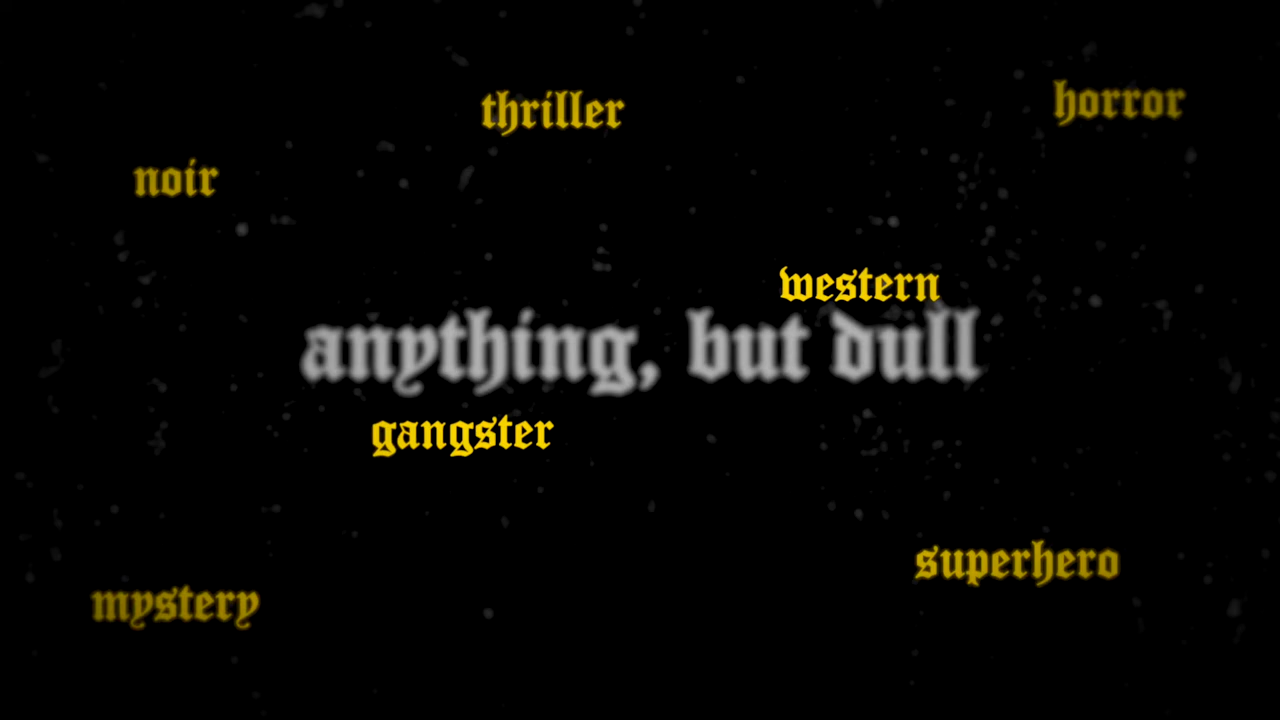 thriller
horror
noir
western
anything, but dull
gangster
superhero
mystery